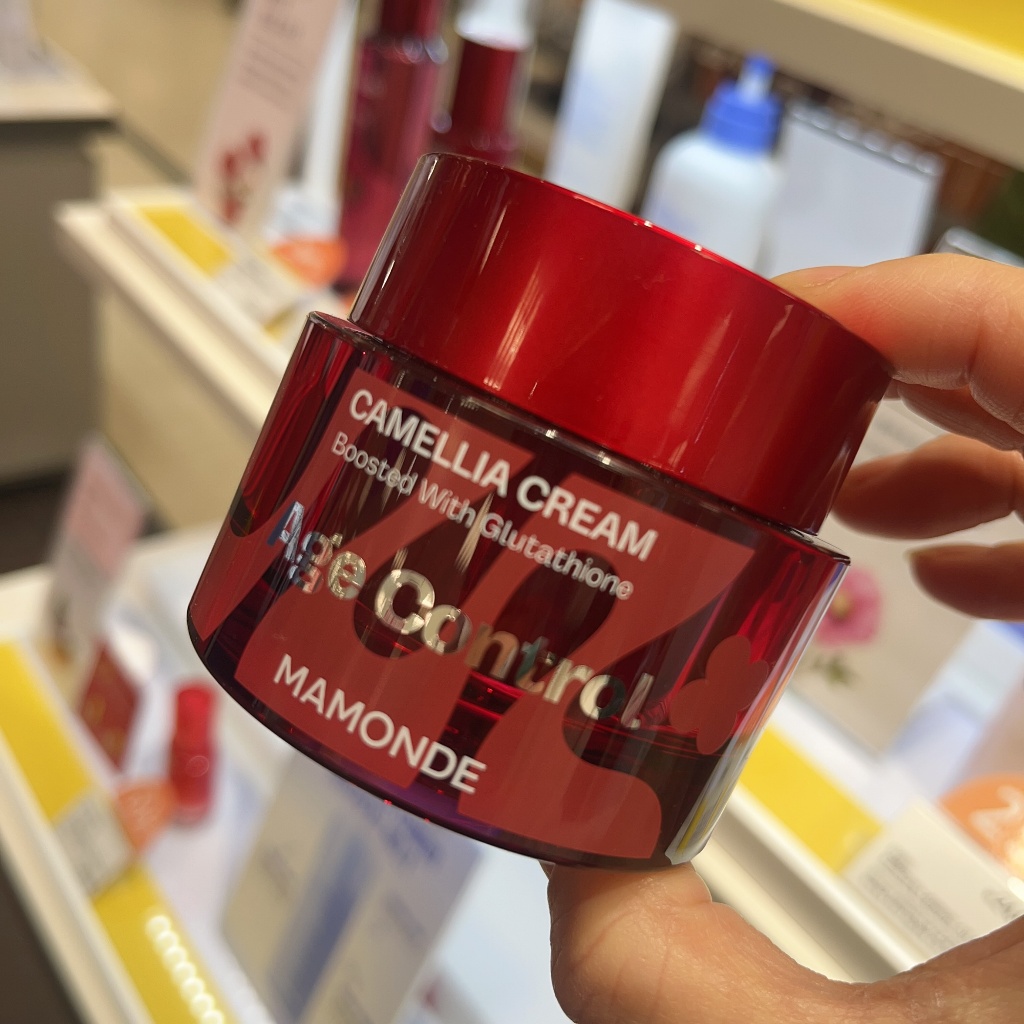 CAMELLIA CREAM
Boosted With Glutathione
Age Control
MAMONDE